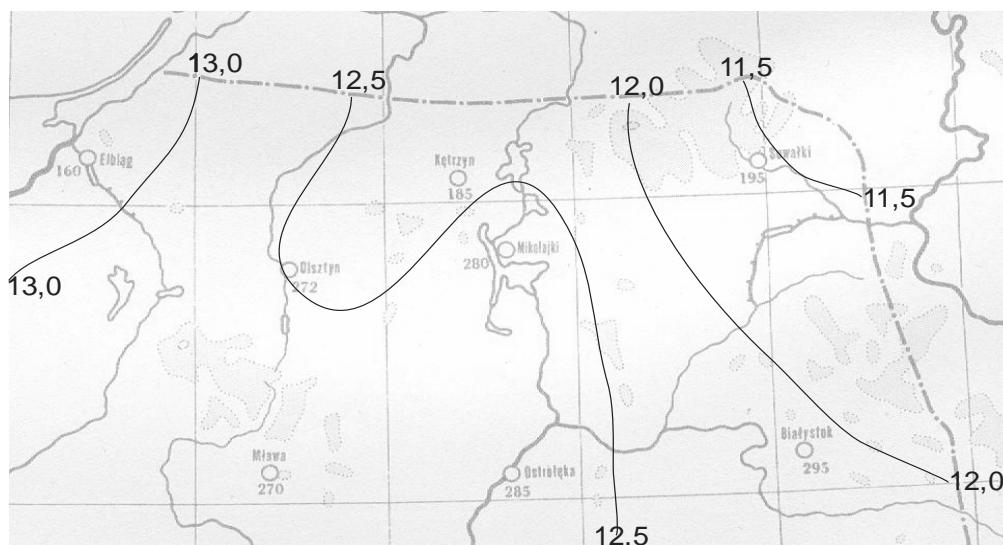 13,0
12,5
12,0
11,5
Elbląg
160
Kętrzyn
185
Suwałki
195
11,5
Mikołajki
280
Olsztyn
272
13,0
Mława
270
Ostrołęka
285
Białystok
295
12,0
12,5